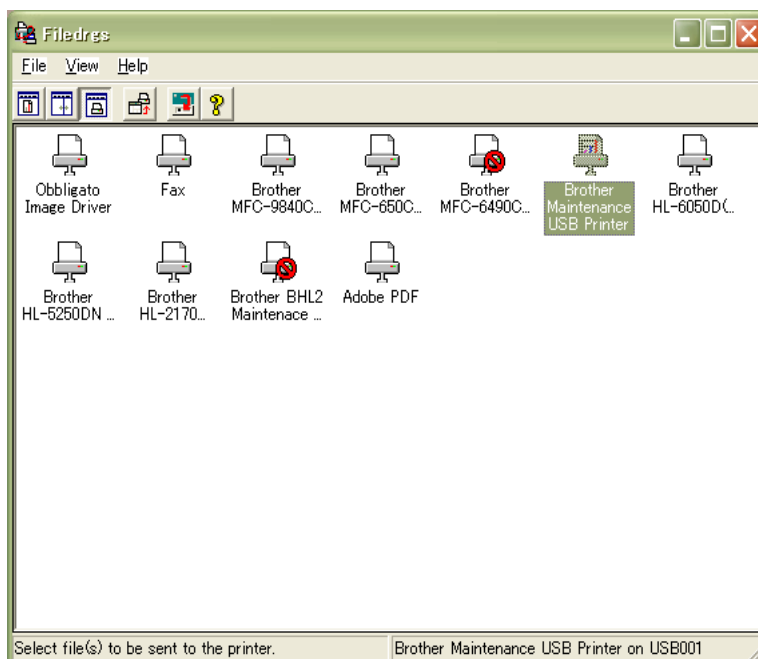 Filedrgs
File View Help
Obbligato
Image Driver
Fax
Brother
MFC-9840C...
Brother
MFC-650C...
Brother
MFC-6490C...
Brother
Maintenance
USB Printer
Brother
HL-6050D(...
Brother
HL-5250DN ...
Brother
HL-2170...
Brother BHL2
Maintenace ...
Adobe PDF
Select file(s) to be sent to the printer.
Brother Maintenance USB Printer on USB001